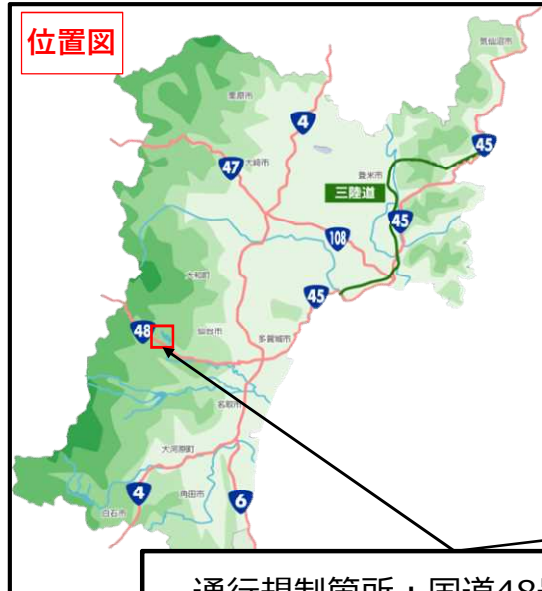 位置図
気仙沼市
栗原市
4
45
47
大崎市
登米市
三陸道
45
108
大和町
45
48
仙台市
多賀城市
名取市
大河原町
4
角田市
6
白石市
通行規制箇所:国道48